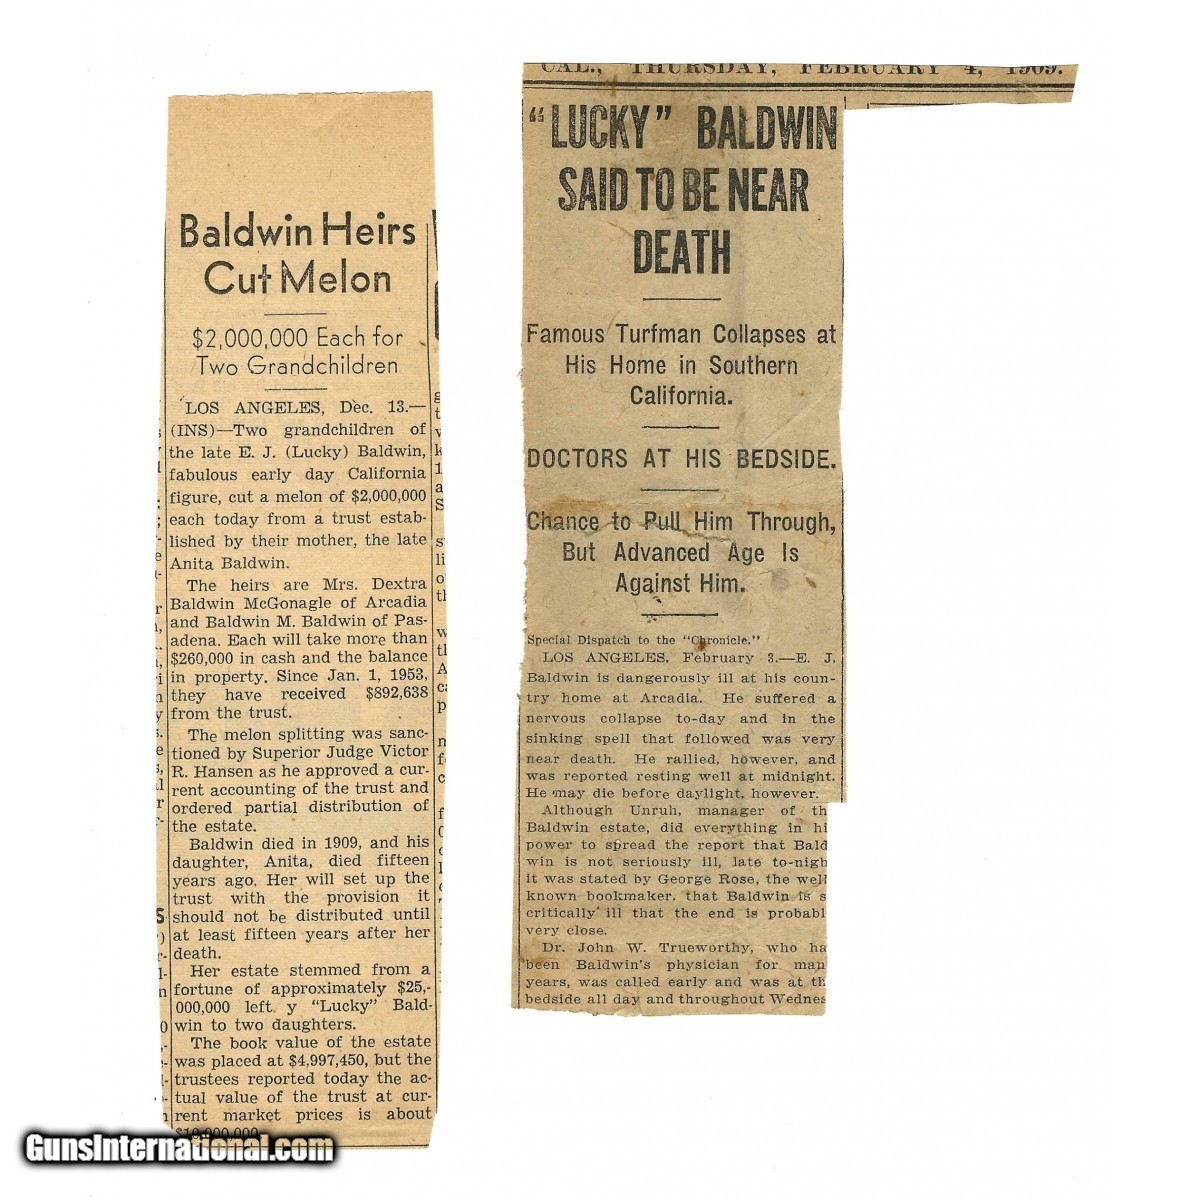 Baldwin Heirs
Cut Melon
$2,000,000 Each for
Two Grandchildren
LOS ANGELES, Dec. 13.—
(INS)—Two grandchildren of
the late E. J. (Lucky) Baldwin,
fabulous early day California
figure, cut a melon of $2,000,000
each today from a trust estab-
lished by their mother, the late
Anita Baldwin.
The heirs are Mrs. Dextra
Baldwin McGonagle of Arcadia
and Baldwin M. Baldwin of Pas-
adena. Each will take more than
$260,000 in cash and the balance
in property. Since Jan. 1, 1953,
they have received $892,638
from the trust.
The melon splitting was sanc-
tioned by Superior Judge Victor
R. Hansen as he approved a cur-
rent accounting of the trust and
ordered partial distribution of
the estate.
Baldwin died in 1909, and his
daughter, Anita, died fifteen
years ago. Her will set up the
trust with the provision it
should not be distributed until
at least fifteen years after her
death.
Her estate stemmed from a
fortune of approximately $25,-
000,000 left y "Lucky" Bald-
win to two daughters.
The book value of the estate
was placed at $4,997,450, but the
trustees reported today the ac-
tual value of the trust at cur-
rent market prices is about
CAL., THURSDAY, FEBRUARY 4, 1909.
"LUCKY" BALDWIN
SAID TO BE NEAR
DEATH
Famous Turfman Collapses at
His Home in Southern
California.
DOCTORS AT HIS BEDSIDE.
Chance to Pull Him Through,
But Advanced Age Is
Against Him.
Special Dispatch to the "Chronicle."
LOS ANGELES, February 3.—E. J.
Baldwin is dangerously ill at his coun-
try home at Arcadia. He suffered a
nervous collapse to-day and in the
sinking spell that followed was very
near death. He rallied, however, and
was reported resting well at midnight.
He may die before daylight, however.
Although Unruh, manager of th
Baldwin estate, did everything in hi
power to spread the report that Bald
win is not seriously ill, late to-nigh
it was stated by George Rose, the well
known bookmaker, that Baldwin is s
critically ill that the end is probabl
very close.
Dr. John W. Trueworthy, who ha
been Baldwin's physician for man
years, was called early and was at th
bedside all day and throughout Wednes
GunsInternational.com